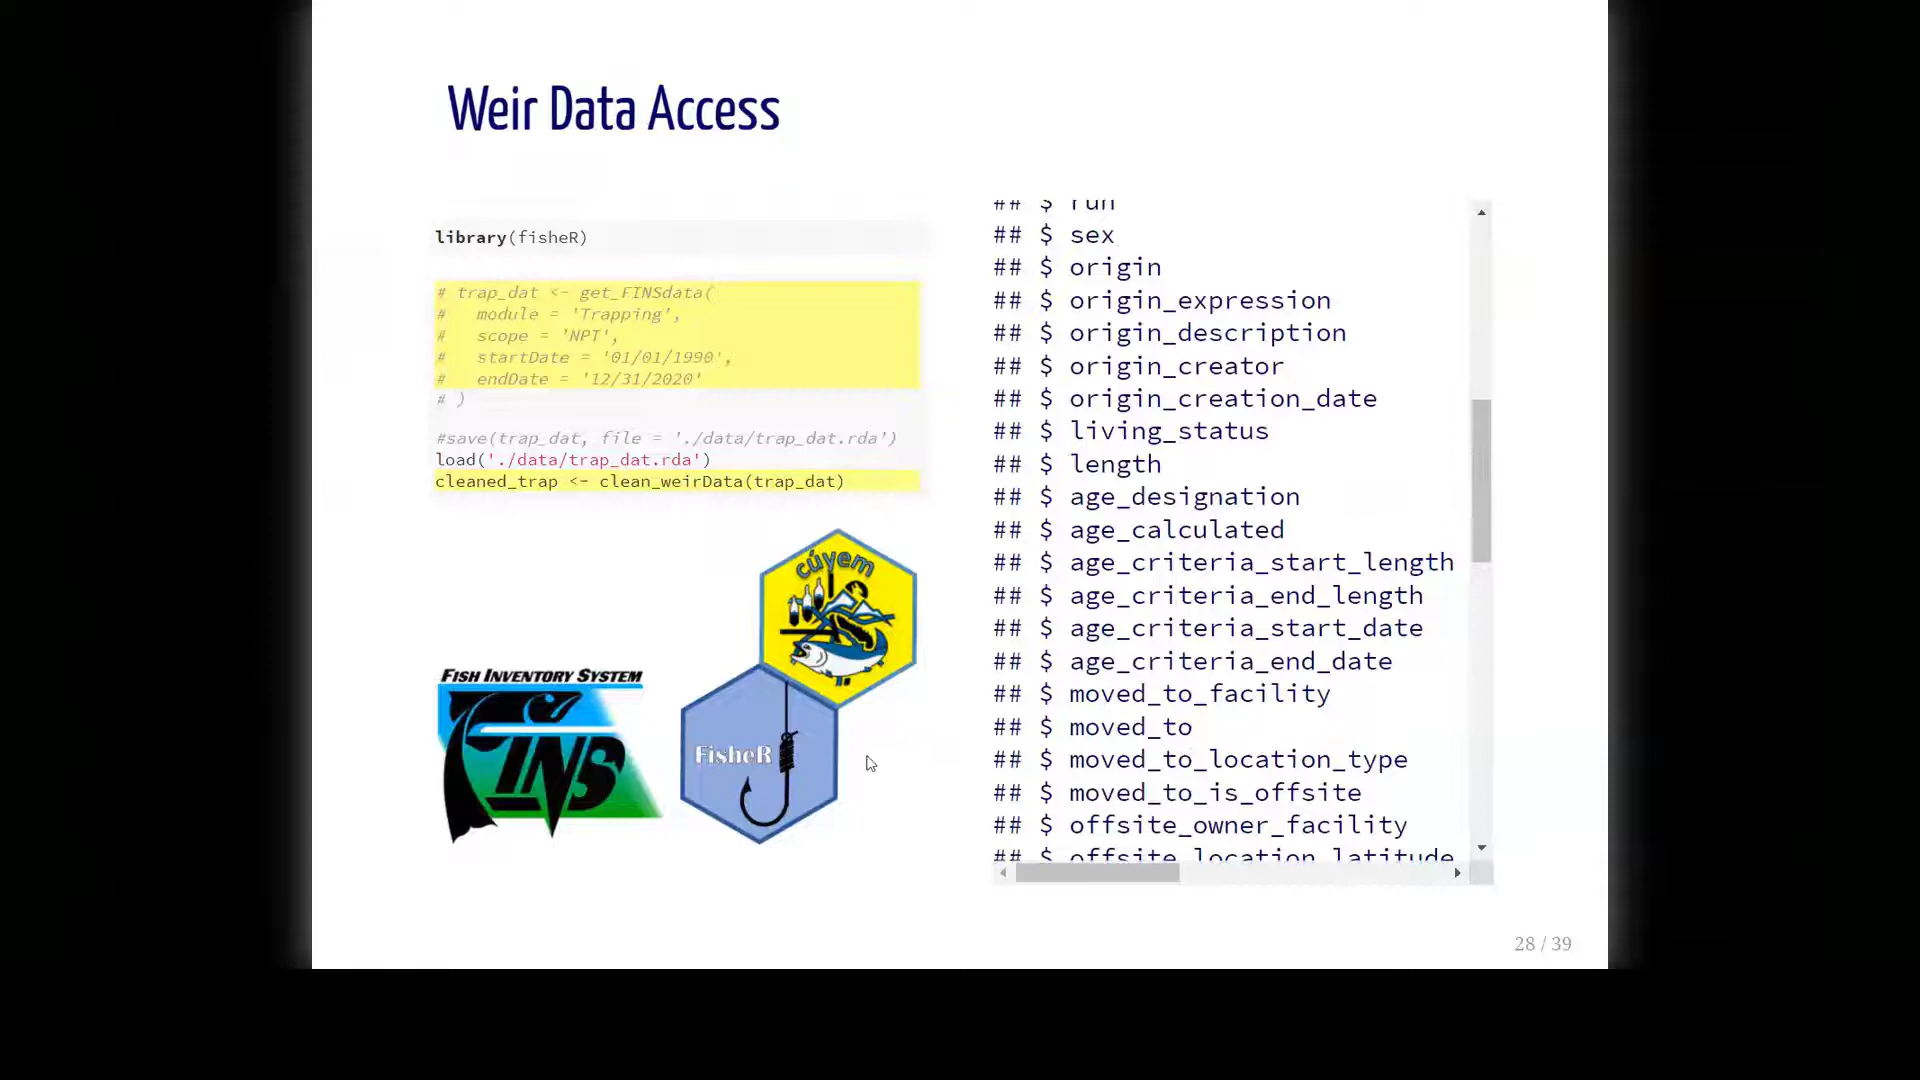 Weir Data Access
library(fisheR)
# trap_dat <- get_FINSdata(
#   module = 'Trapping',
#   scope = 'NPT',
#   startDate = '01/01/1990',
#   endDate = '12/31/2020'
# )
#save(trap_dat, file = './data/trap_dat.rda')
load('./data/trap_dat.rda')
cleaned_trap <- clean_weirData(trap_dat)
cúyem
FISH INVENTORY SYSTEM
FINS
FisheR
## $ run
## $ sex
## $ origin
## $ origin_expression
## $ origin_description
## $ origin_creator
## $ origin_creation_date
## $ living_status
## $ length
## $ age_designation
## $ age_calculated
## $ age_criteria_start_length
## $ age_criteria_end_length
## $ age_criteria_start_date
## $ age_criteria_end_date
## $ moved_to_facility
## $ moved_to
## $ moved_to_location_type
## $ moved_to_is_offsite
## $ offsite_owner_facility
## $ offsite_location_latitude
28 / 39